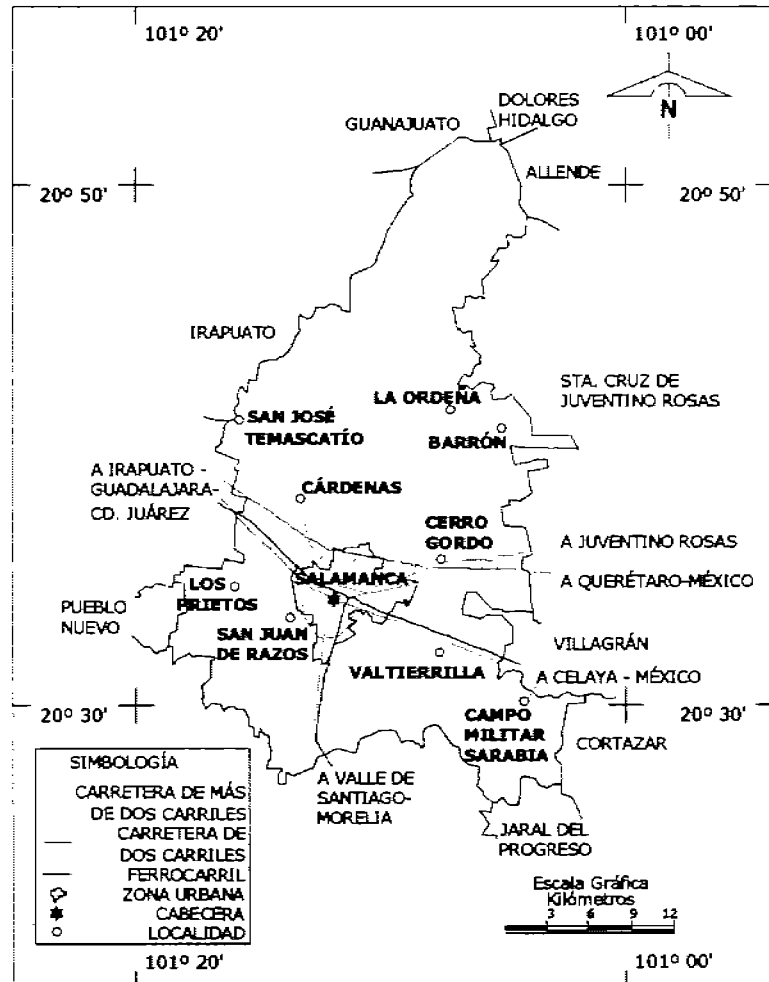 101º 20'
101º 00'
DOLORES
HIDALGO
N
GUANAJUATO
ALLENDE
20º 50'
20º 50'
IRAPUATO
STA. CRUZ DE
JUVENTINO ROSAS
LA ORDEÑA
SAN JOSÉ
TEMASCATÍO
BARRÓN
A IRAPUATO -
GUADALAJARA-
CD. JUÁREZ
CÁRDENAS
CERRO
GORDO
A JUVENTINO ROSAS
SALAMANCA
A QUERÉTARO-MÉXICO
LOS
PRIETOS
PUEBLO
NUEVO
SAN JUAN
DE RAZOS
VILLAGRÁN
VALTIERRILLA
A CELAYA - MÉXICO
20º 30'
20º 30'
CAMPO
MILITAR
SARABIA
CORTAZAR
SIMBOLOGÍA
CARRETERA DE MÁS
DE DOS CARRILES
CARRETERA DE
DOS CARRILES
FERROCARRIL
ZONA URBANA
CABECERA
LOCALIDAD
A VALLE DE
SANTIAGO-
MORELIA
JARAL DEL
PROGRESO
Escala Gráfica
Kilómetros
3 6 9 12
101º 20'
101º 00'